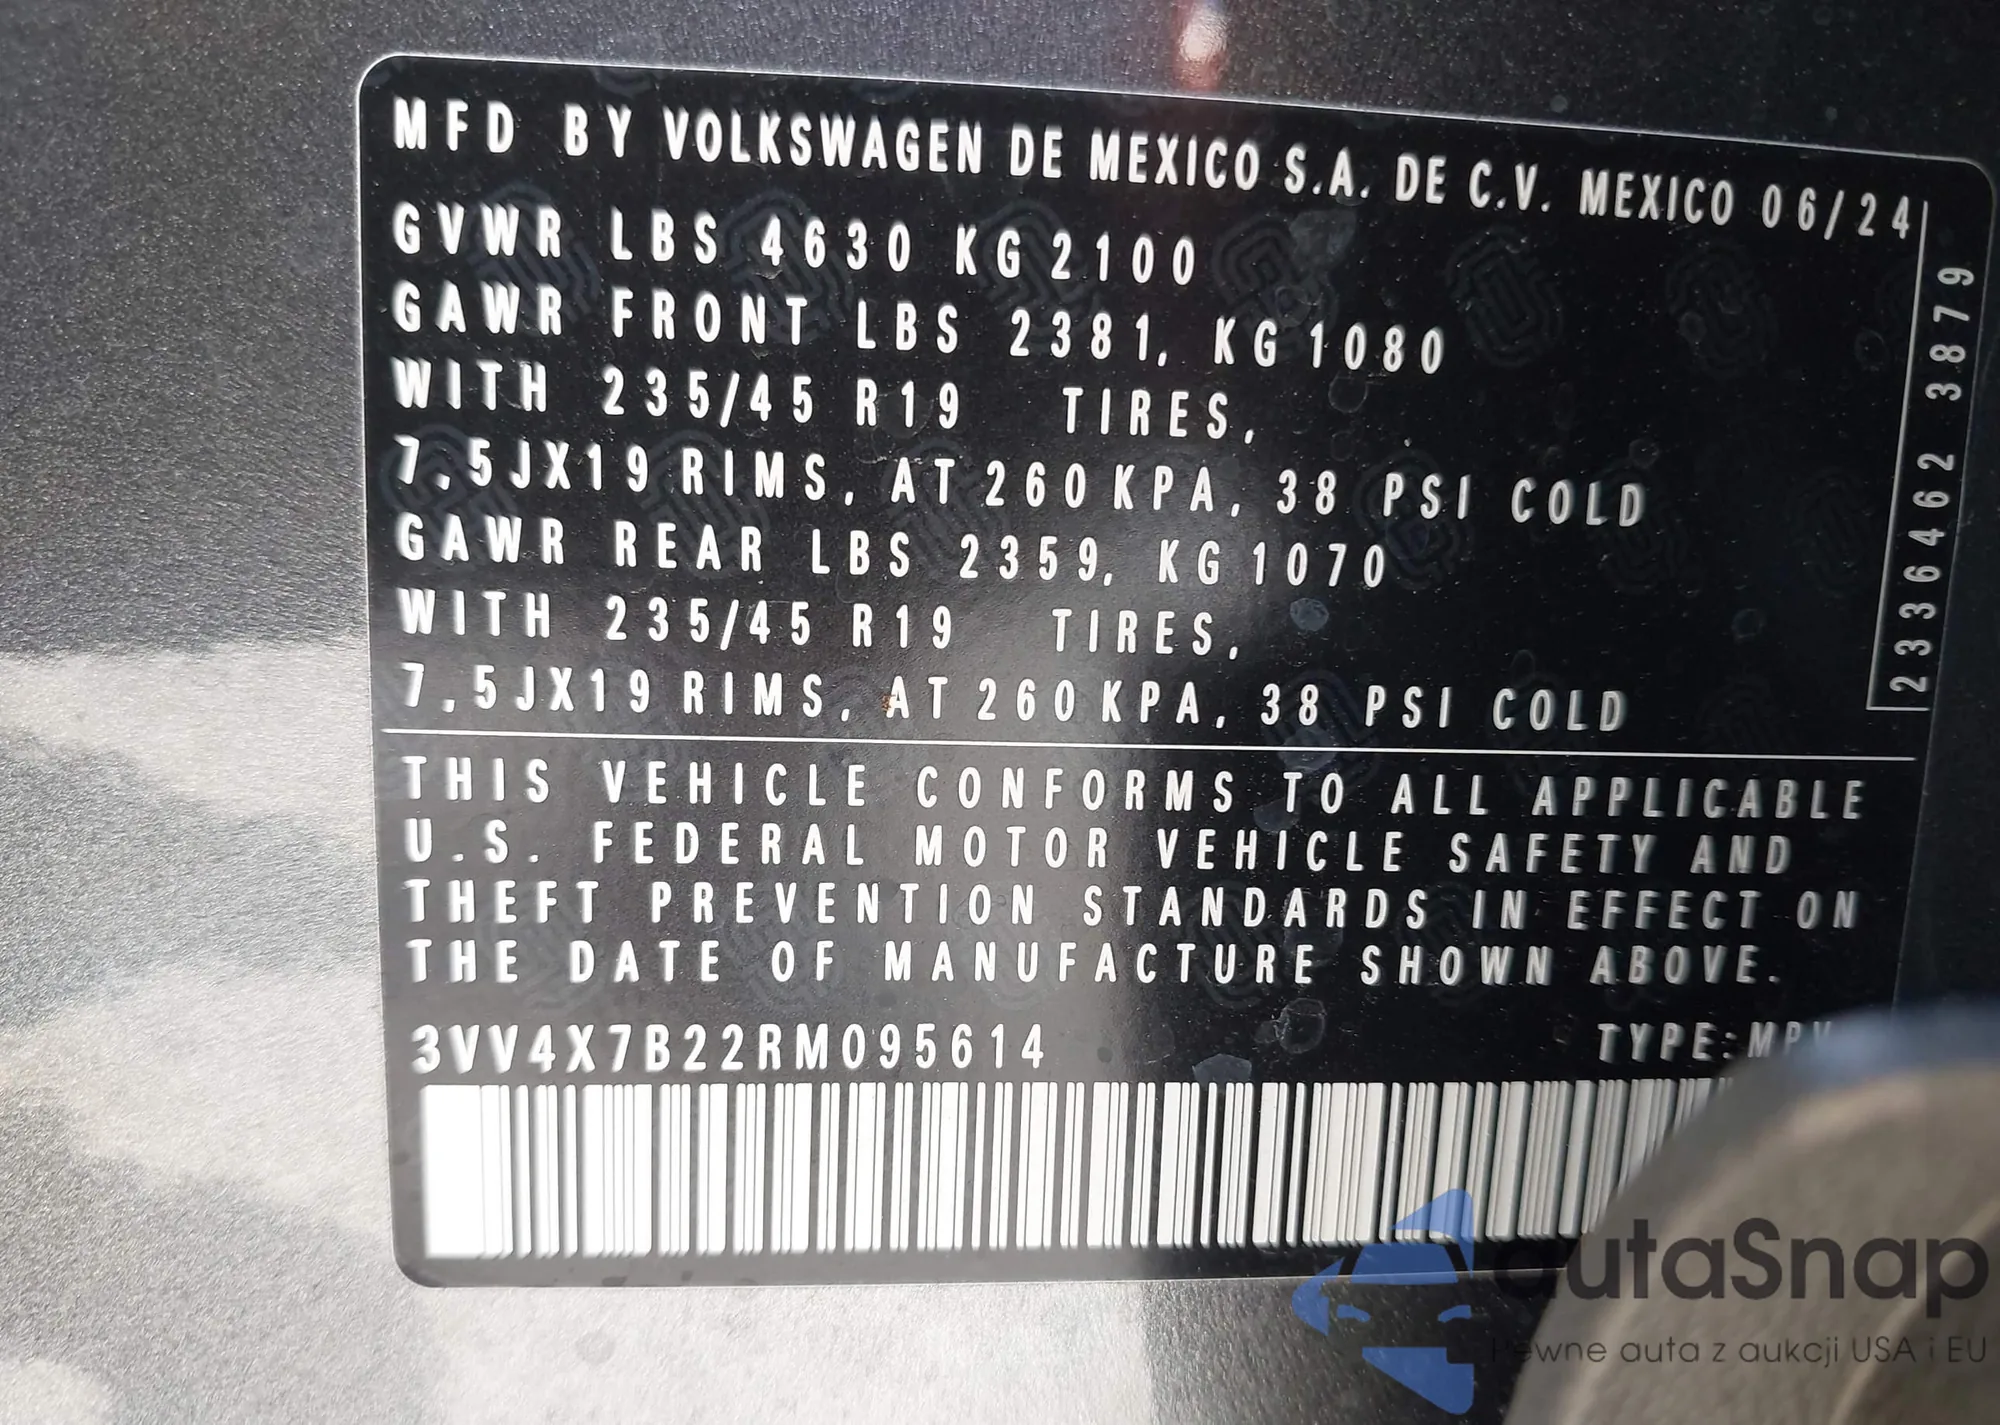 MFD BY VOLKSWAGEN DE MEXICO S.A. DE C.V. MEXICO 06/24
GVWR LBS 4630 KG 2100
GAWR FRONT LBS 2381, KG 1080
WITH 235/45 R19 TIRES,
7,5JX19 RIMS, AT 260 KPA, 38 PSI COLD
GAWR REAR LBS 2359, KG 1070
WITH 235/45 R19 TIRES,
7,5JX19 RIMS, AT 260 KPA, 38 PSI COLD
2336462 3879
THIS VEHICLE CONFORMS TO ALL APPLICABLE
U.S. FEDERAL MOTOR VEHICLE SAFETY AND
THEFT PREVENTION STANDARDS IN EFFECT ON
THE DATE OF MANUFACTURE SHOWN ABOVE.
3VV4X7B22RM095614 TYPE: MPV
autaSnap
Pewne auta z aukcji USA i EU